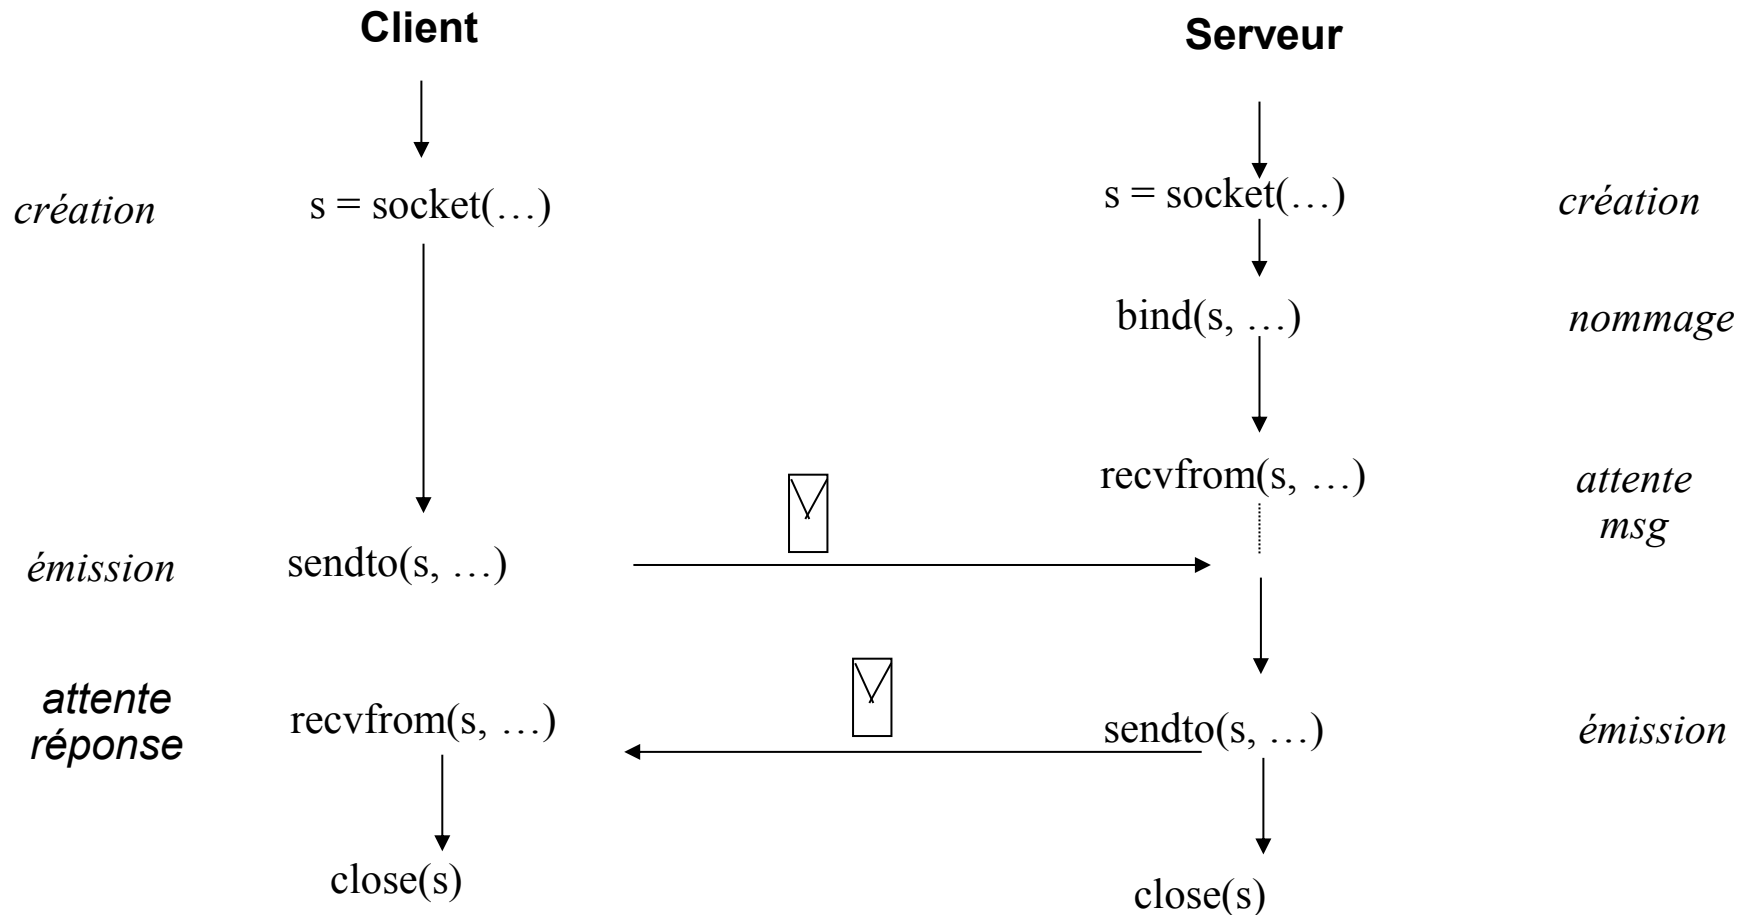 Client
Serveur
création
s = socket(…)
s = socket(…)
création
bind(s, …)
nommage
recvfrom(s, …)
attente
msg
émission
sendto(s, …)
attente
réponse
recvfrom(s, …)
sendto(s, …)
émission
close(s)
close(s)